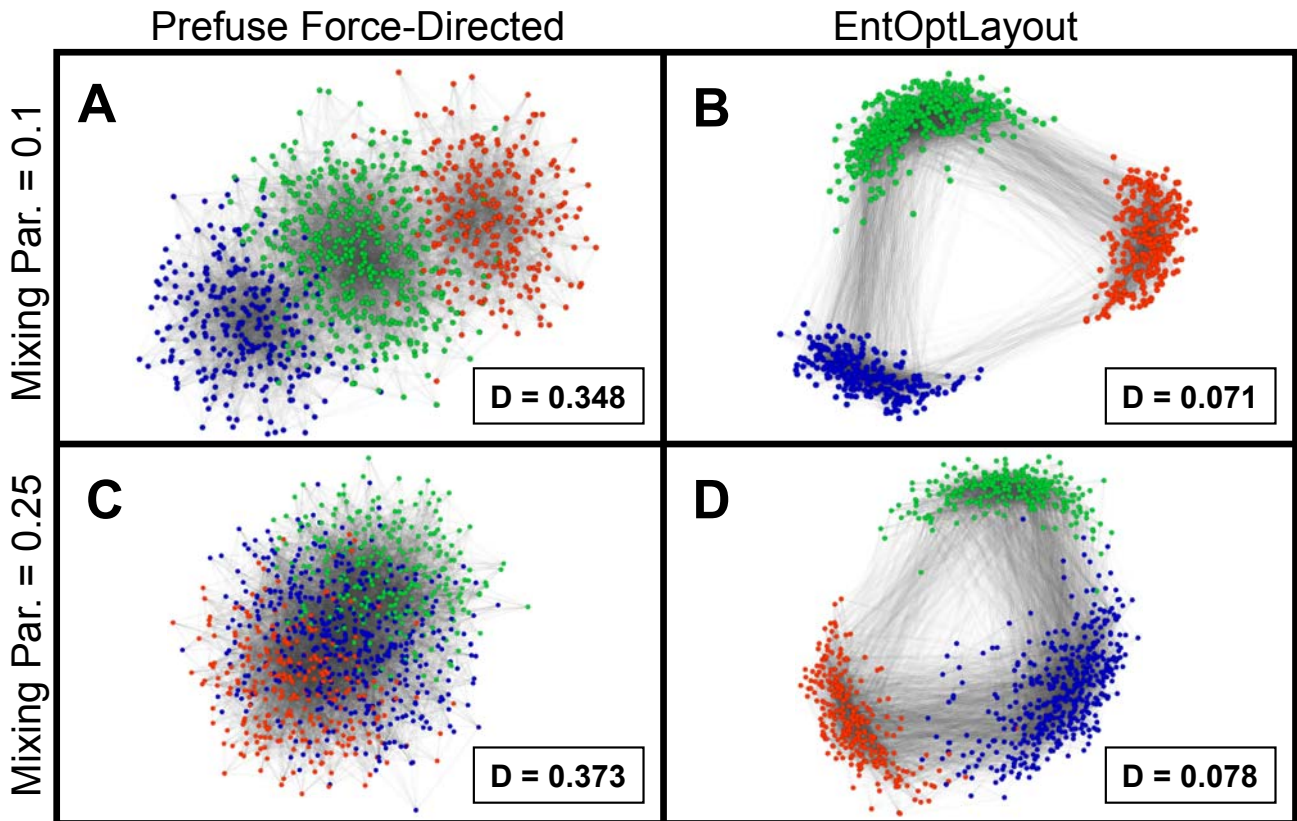 Prefuse Force-Directed
EntOptLayout
Mixing Par. = 0.1
A
D = 0.348
B
D = 0.071
Mixing Par. = 0.25
C
D = 0.373
D
D = 0.078